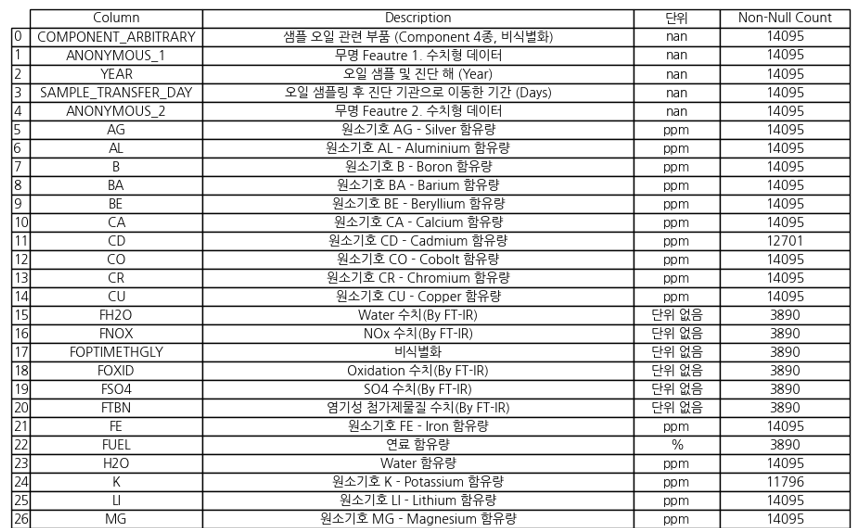 Column Description 단위 Non-Null Count
0 COMPONENT_ARBITRARY 샘플 오일 관련 부품 (Component 4종, 비식별화) nan 14095
1 ANONYMOUS_1 무명 Feautre 1. 수치형 데이터 nan 14095
2 YEAR 오일 샘플 및 진단 해 (Year) nan 14095
3 SAMPLE_TRANSFER_DAY 오일 샘플링 후 진단 기관으로 이동한 기간 (Days) nan 14095
4 ANONYMOUS_2 무명 Feautre 2. 수치형 데이터 nan 14095
5 AG 원소기호 AG - Silver 함유량 ppm 14095
6 AL 원소기호 AL - Aluminium 함유량 ppm 14095
7 B 원소기호 B - Boron 함유량 ppm 14095
8 BA 원소기호 BA - Barium 함유량 ppm 14095
9 BE 원소기호 BE - Beryllium 함유량 ppm 14095
10 CA 원소기호 CA - Calcium 함유량 ppm 14095
11 CD 원소기호 CD - Cadmium 함유량 ppm 12701
12 CO 원소기호 CO - Cobolt 함유량 ppm 14095
13 CR 원소기호 CR - Chromium 함유량 ppm 14095
14 CU 원소기호 CU - Copper 함유량 ppm 14095
15 FH2O Water 수치(By FT-IR) 단위 없음 3890
16 FNOX NOx 수치(By FT-IR) 단위 없음 3890
17 FOPTIMETHGLY 비식별화 단위 없음 3890
18 FOXID Oxidation 수치(By FT-IR) 단위 없음 3890
19 FSO4 SO4 수치(By FT-IR) 단위 없음 3890
20 FTBN 염기성 첨가제물질 수치(By FT-IR) 단위 없음 3890
21 FE 원소기호 FE - Iron 함유량 ppm 14095
22 FUEL 연료 함유량 % 3890
23 H2O Water 함유량 ppm 14095
24 K 원소기호 K - Potassium 함유량 ppm 11796
25 LI 원소기호 LI - Lithium 함유량 ppm 14095
26 MG 원소기호 MG - Magnesium 함유량 ppm 14095